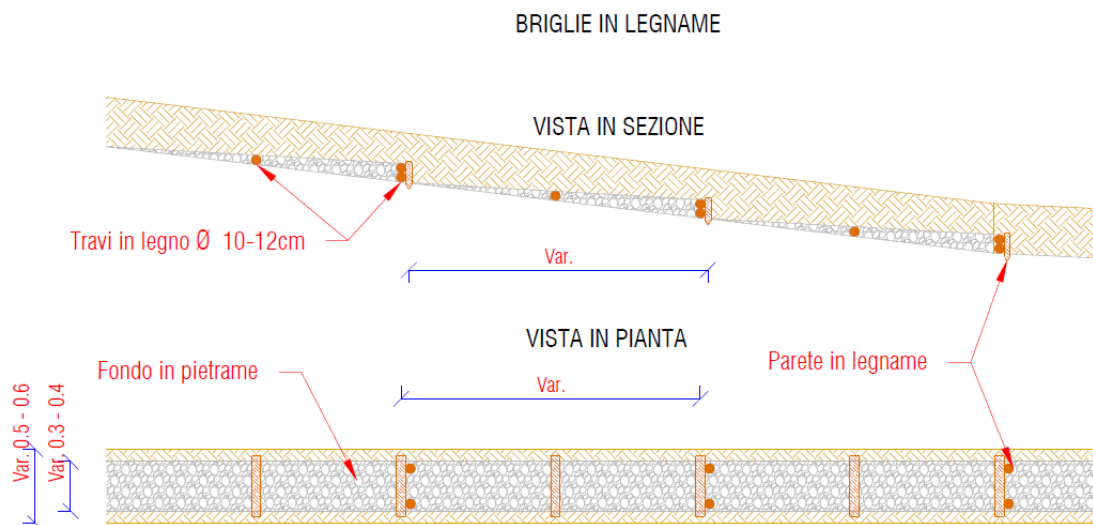 BRIGLIE IN LEGNAME
VISTA IN SEZIONE
Travi in legno Ø 10-12cm
Var.
VISTA IN PIANTA
Fondo in pietrame
Var.
Parete in legname
Var. 0.5 - 0.6
Var. 0.3 - 0.4